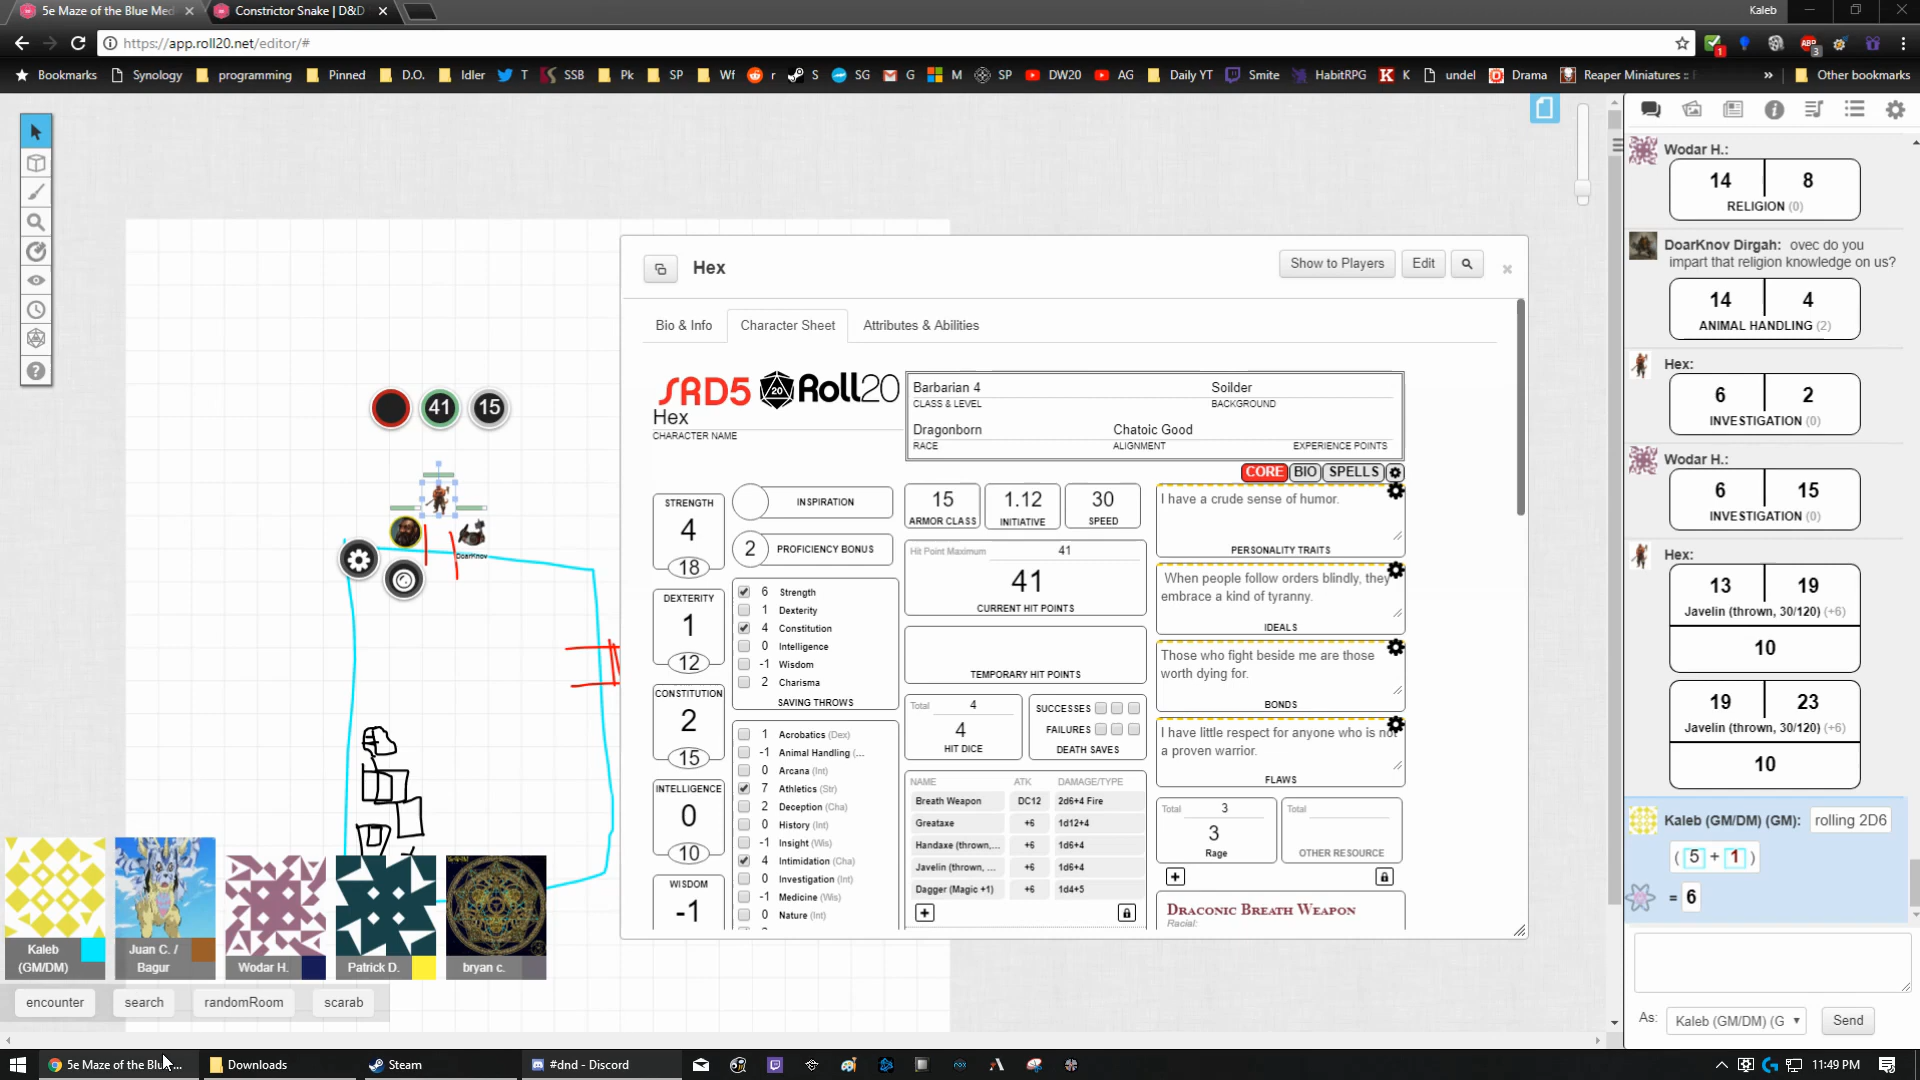 5e Maze of the Blue Med
Constrictor Snake | D&D
Kaleb
https://app.roll20.net/editor/#
Bookmarks
Synology
programming
Pinned
D.O.
Idler
T
SSB
Pk
SP
Wf
r
S
SG
G
M
SP
DW20
AG
Daily YT
Smite
HabitRPG
K
undel
Drama
Reaper Miniatures ::
Other bookmarks
41
15
DoarKnov
Hex
Show to Players
Edit
Bio & Info
Character Sheet
Attributes & Abilities
SRD5
20
Roll20
Hex
CHARACTER NAME
Barbarian 4
Soilder
CLASS & LEVEL
BACKGROUND
Dragonborn
Chatoic Good
RACE
ALIGNMENT
EXPERIENCE POINTS
CORE
BIO
SPELLS
STRENGTH
4
18
DEXTERITY
1
12
CONSTITUTION
2
15
INTELLIGENCE
0
10
WISDOM
-1
INSPIRATION
2
PROFICIENCY BONUS
6 Strength
1 Dexterity
4 Constitution
0 Intelligence
-1 Wisdom
2 Charisma
SAVING THROWS
1 Acrobatics (Dex)
-1 Animal Handling (...
0 Arcana (Int)
7 Athletics (Str)
2 Deception (Cha)
0 History (Int)
-1 Insight (Wis)
4 Intimidation (Cha)
0 Investigation (Int)
-1 Medicine (Wis)
0 Nature (Int)
15
ARMOR CLASS
1.12
INITIATIVE
30
SPEED
Hit Point Maximum 41
41
CURRENT HIT POINTS
TEMPORARY HIT POINTS
Total 4
4
HIT DICE
SUCCESSES
FAILURES
DEATH SAVES
NAME ATK DAMAGE/TYPE
Breath Weapon DC12 2d6+4 Fire
Greataxe +6 1d12+4
Handaxe (thrown,... +6 1d6+4
Javelin (thrown, ... +6 1d6+4
Dagger (Magic +1) +6 1d4+5
I have a crude sense of humor.
PERSONALITY TRAITS
When people follow orders blindly, they
embrace a kind of tyranny.
IDEALS
Those who fight beside me are those
worth dying for.
BONDS
I have little respect for anyone who is not
a proven warrior.
FLAWS
Total 3
3
Rage
Total
OTHER RESOURCE
DRACONIC BREATH WEAPON
Racial:
Wodar H.:
14 8
RELIGION (0)
DoarKnov Dirgah: ovec do you
impart that religion knowledge on us?
14 4
ANIMAL HANDLING (2)
Hex:
6 2
INVESTIGATION (0)
Wodar H.:
6 15
INVESTIGATION (0)
Hex:
13 19
Javelin (thrown, 30/120) (+6)
10
19 23
Javelin (thrown, 30/120) (+6)
10
Kaleb (GM/DM) (GM): rolling 2D6
( 5 + 1 )
= 6
As: Kaleb (GM/DM) (G
Send
Kaleb
(GM/DM)
Juan C. /
Bagur
Wodar H.
Patrick D.
bryan c.
encounter
search
randomRoom
scarab
5e Maze of the Blu...
Downloads
Steam
#dnd - Discord
11:49 PM